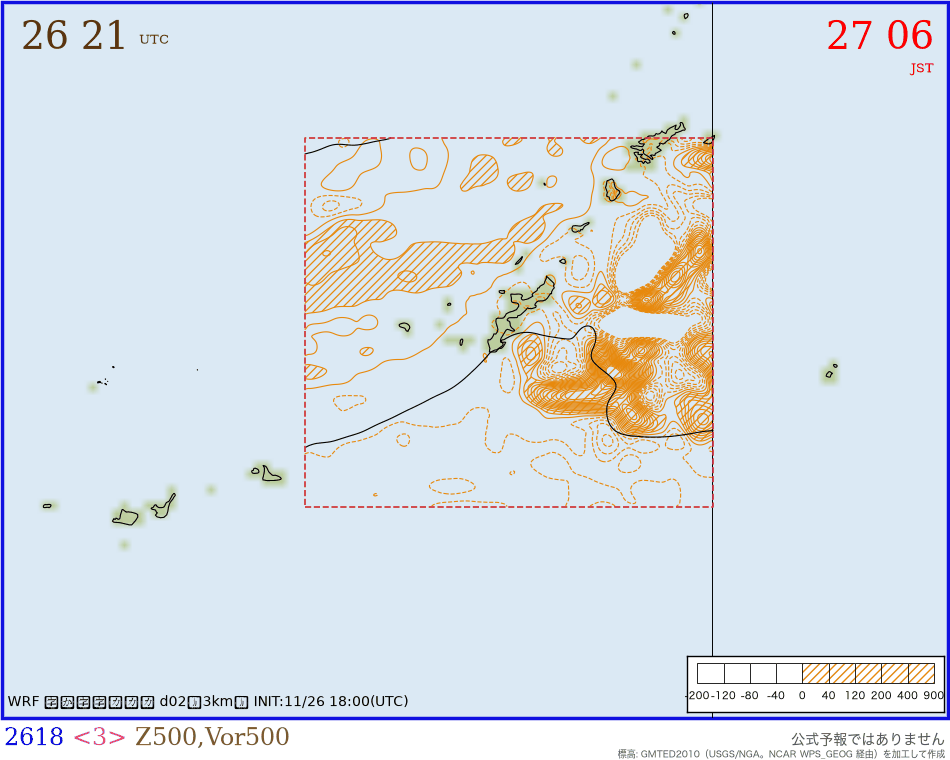 26 21 UTC
27 06
JST
-200 -120 -80 -40 0 40 120 200 400 900
WRF d02 3km INIT:11/26 18:00(UTC)
2618 <3> Z500,Vor500
公式予報ではありません
標高: GMTED2010（USGS/NGA。NCAR WPS_GEOG 経由）を加工して作成